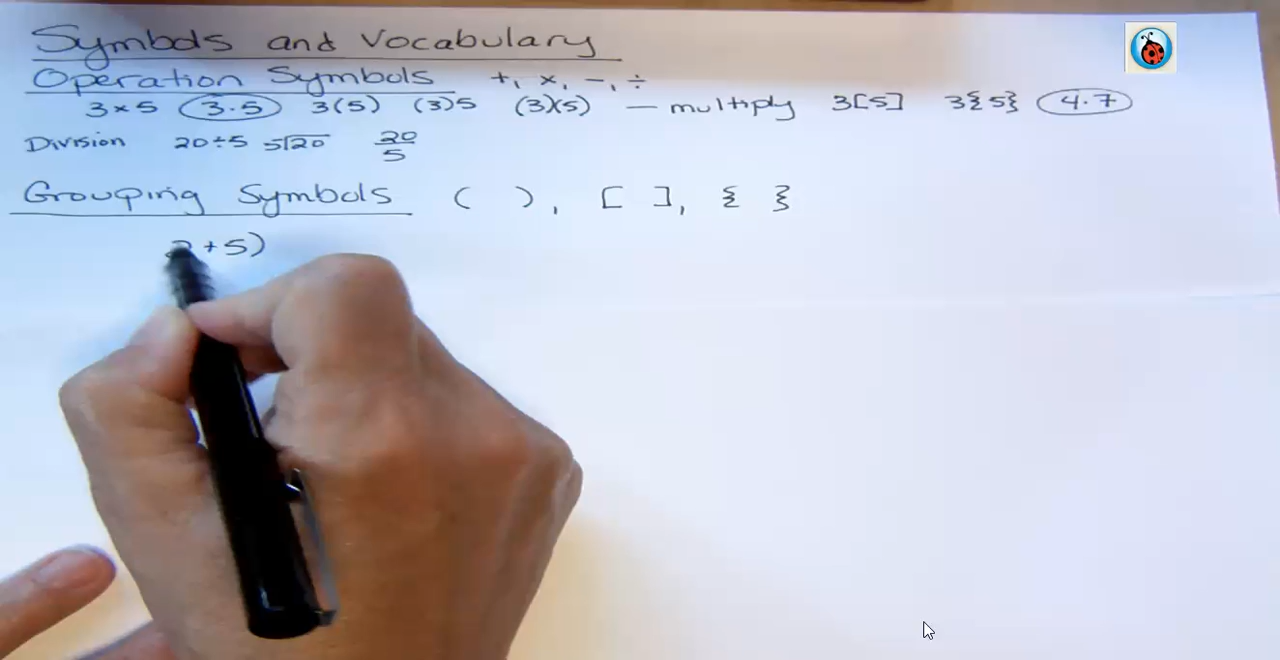 Symbols and Vocabulary
Operation Symbols +, ×, −, ÷
3×5 3·5 3(5) (3)5 (3)(5) — multiply 3[5] 3{5} 4·7
Division 20÷5 5√20 20/5
Grouping Symbols ( ), [ ], { }
+5)